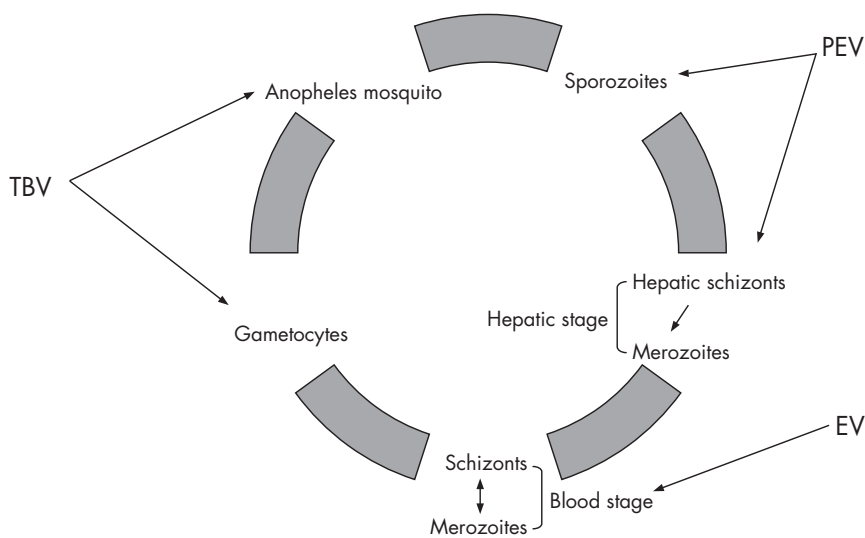 PEV
Sporozoites
Anopheles mosquito
TBV
Hepatic schizonts
Hepatic stage
Gametocytes
Merozoites
EV
Schizonts
Blood stage
Merozoites